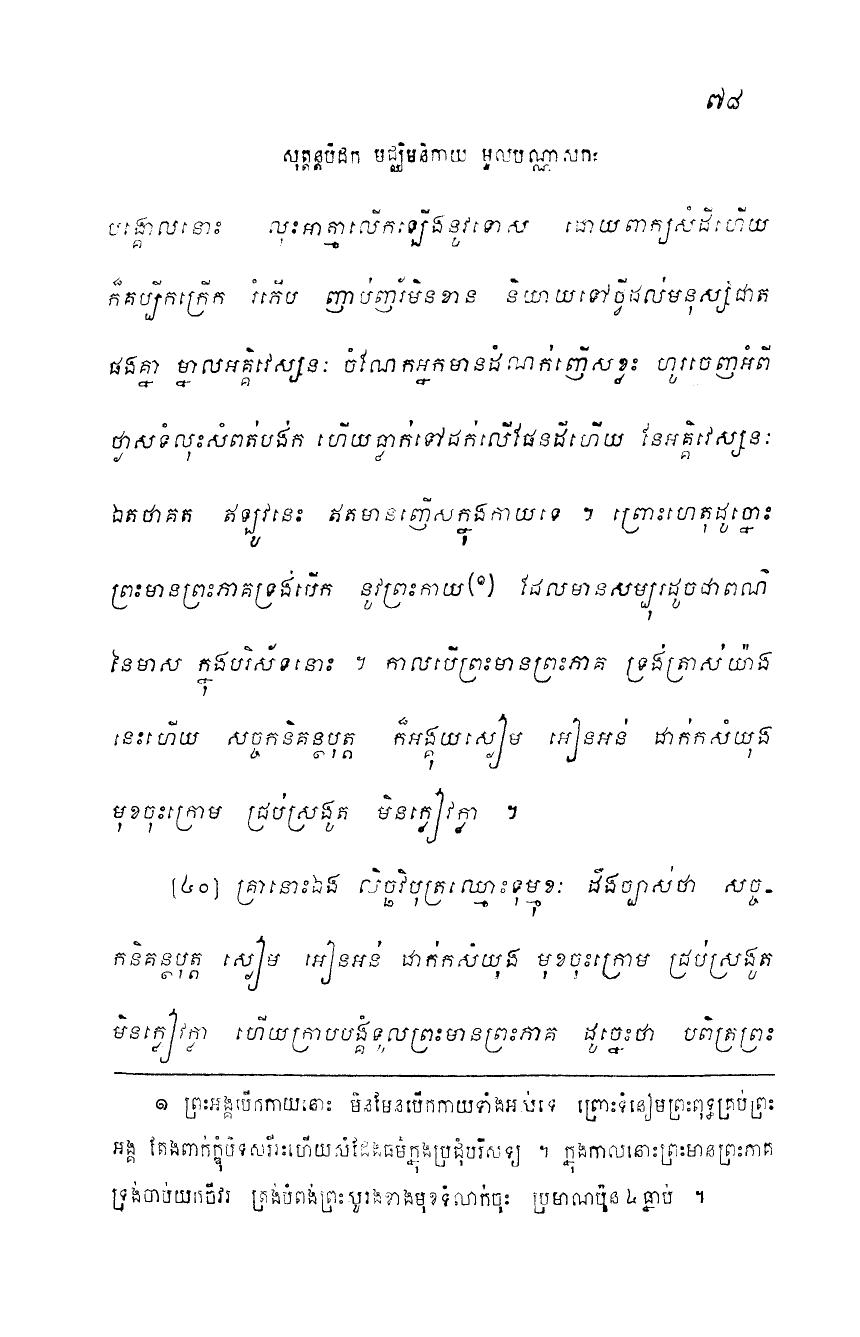 ៧៨
សុត្តន្តបិដក មជ្ឈិមនិកាយ មូលបណ្ណាសកៈ
បង្គោលនោះ លុះអាត្មាលើកឡើងនូវទោស ដោយពាក្យសំដីហើយ
ក៏គប្បីកក្រើក រំភើប ញាប់ញ័រមិនខាន និយាយទៅថ្វីដល់មនុស្សជាត
ផងគ្នា ម្នាលអគ្គិវេស្សនៈ ចំណែកអ្នកមានដំណក់ញើសខ្លះ ហូរចេញអំពី
ថ្ងាសទំលុះសំពត់បង់ក ហើយធ្លាក់ទៅដក់លើផែនដីហើយ នែអគ្គិវេស្សនៈ
ឯតថាគត ឥឡូវនេះ ឥតមានញើសក្នុងកាយទេ ។ ព្រោះហេតុដូច្នោះ
ព្រះមានព្រះភាគទ្រង់បើក នូវព្រះកាយ(១) ដែលមានសម្បុរដូចជាពណ៌
នៃមាស ក្នុងបរិស័ទនោះ ។ កាលបើព្រះមានព្រះភាគ ទ្រង់ត្រាស់យ៉ាង
នេះហើយ សច្ចកនិគន្ថបុត្ត ក៏អង្គុយស្ងៀម អៀនអន់ ដាក់កសំយុង
មុខចុះក្រោម ជ្រប់ស្រងូត មិនក្លៀវក្លា ។
[៤០] គ្រានោះឯង លិច្ឆវិបុត្រឈ្មោះទុម្មុខៈ ដឹងច្បាស់ថា សច្ច-
កនិគន្ថបុត្ត ស្ងៀម អៀនអន់ ដាក់កសំយុង មុខចុះក្រោម ជ្រប់ស្រងូត
មិនក្លៀវក្លា ហើយក្រាបបង្គំទូលព្រះមានព្រះភាគ ដូច្នេះថា បពិត្រព្រះ
១ ព្រះអង្គបើកកាយនោះ មិនមែនបើកកាយទាំងអស់ទេ ព្រោះទំនៀមព្រះពុទ្ធគ្រប់ព្រះ
អង្គ តែងពាក់ក្នុំបិទសរីរះហើយសំដែងធម៌ក្នុងប្រជុំបរិសទ្យ ។ ក្នុងកាលនោះព្រះមានព្រះភាគ
ទ្រង់ចាប់យកចីវរ ត្រង់បំពង់ព្រះសូរងខាងមុខទំលាក់ចុះ ប្រមាណប៉ុន ៤ ធ្នាប់ ។